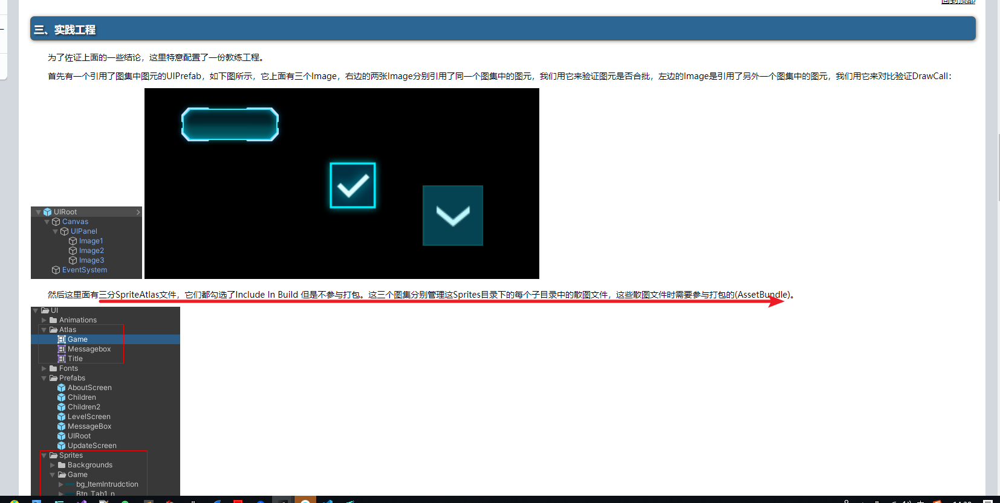 回到顶部
三、实践工程
为了佐证上面的一些结论，这里特意配置了一份教练工程。
首先有一个引用了图集中图元的UIPrefab，如下图所示，它上面有三个Image，右边的两张Image分别引用了同一个图集中的图元，我们用它来验证图元是否合批，左边的Image是引用了另外一个图集中的图元，我们用它来对比验证DrawCall：
UIRoot
Canvas
UIPanel
Image1
Image2
Image3
EventSystem
然后这里面有三分SpriteAtlas文件，它们都勾选了Include In Build 但是不参与打包。这三个图集分别管理这Sprites目录下的每个子目录中的散图文件，这些散图文件时需要参与打包的(AssetBundle)。
UI
Animations
Atlas
Game
Messagebox
Title
Fonts
Prefabs
AboutScreen
Children
Children2
LevelScreen
MessageBox
UIRoot
UpdateScreen
Sprites
Backgrounds
Game
bg_ItemIntrudction
Btn_Tab1_n